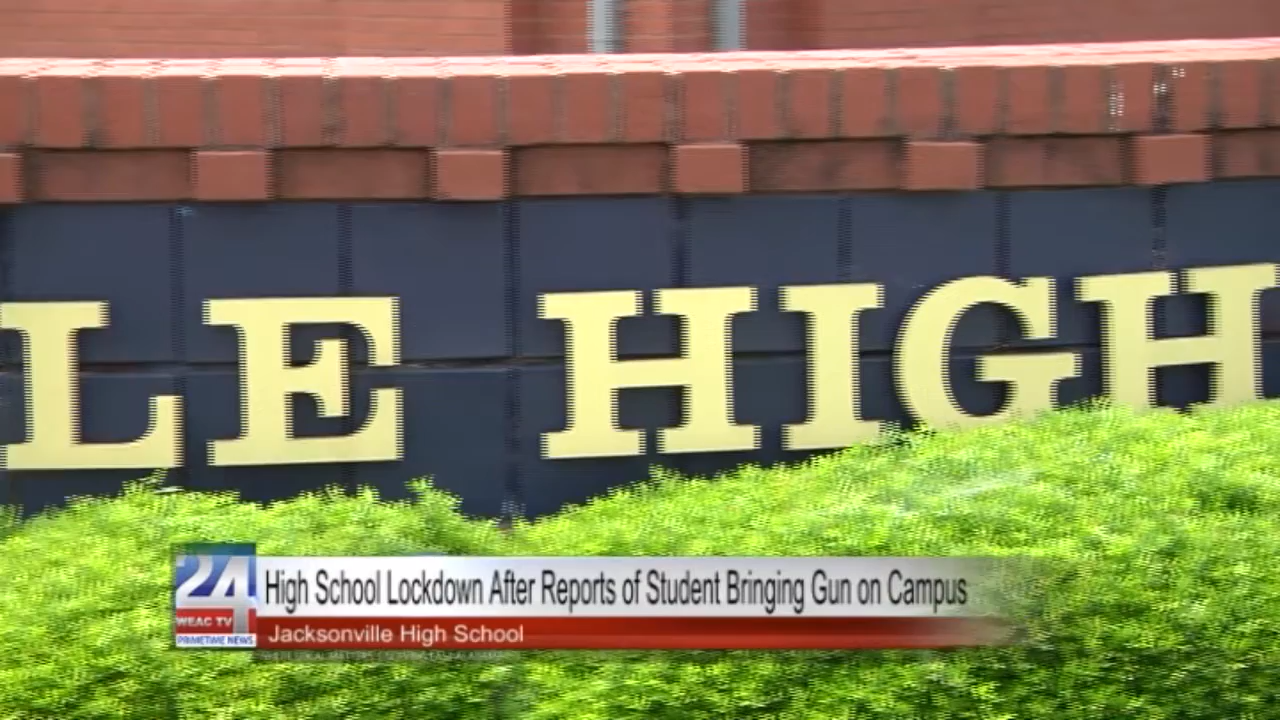 LE HIGH
24
High School Lockdown After Reports of Student Bringing Gun on Campus
WEAC TV
PRIMETIME NEWS
Jacksonville High School